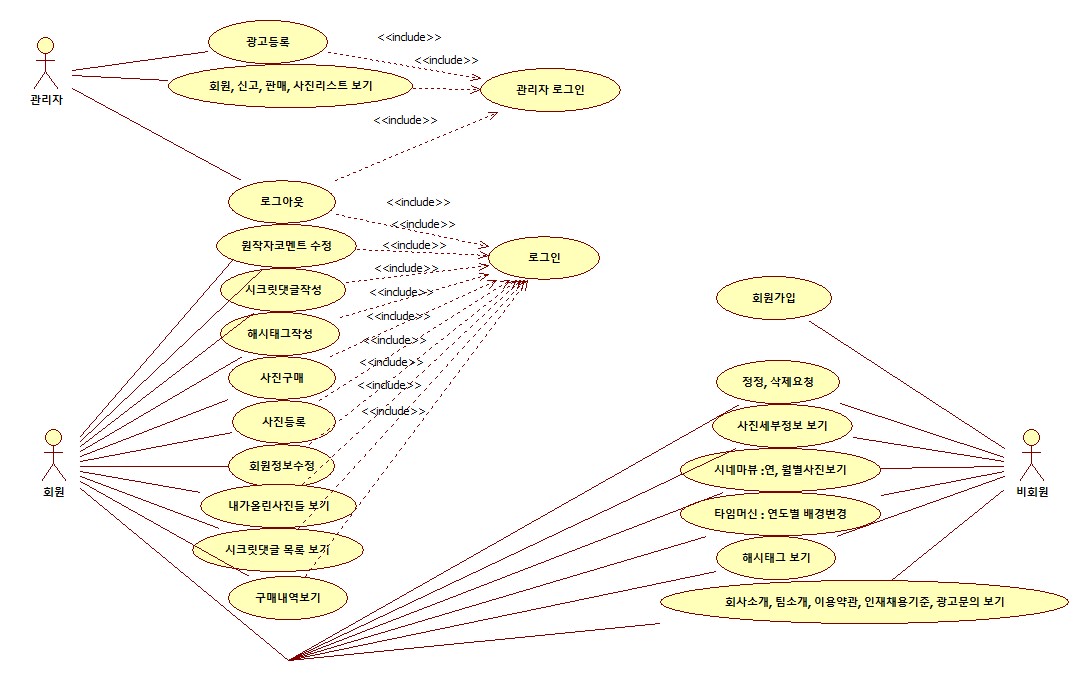 <<include>>
광고등록
<<include>>
관리자
회원, 신고, 판매, 사진리스트 보기
관리자 로그인
<<include>>
로그아웃
<<include>>
<<include>>
원작자코멘트 수정
<<include>>
로그인
<<include>>
시크릿댓글작성
<<include>>
회원가입
<<include>>
해시태그작성
<<include>>
<<include>>
사진구매
<<include>>
정정, 삭제요청
<<include>>
사진등록
사진세부정보 보기
회원정보수정
시네마뷰 :연, 월별사진보기
회원
비회원
내가올린사진들 보기
타임머신 : 연도별 배경변경
시크릿댓글 목록 보기
해시태그 보기
구매내역보기
회사소개, 팀소개, 이용약관, 인재채용기준, 광고문의 보기